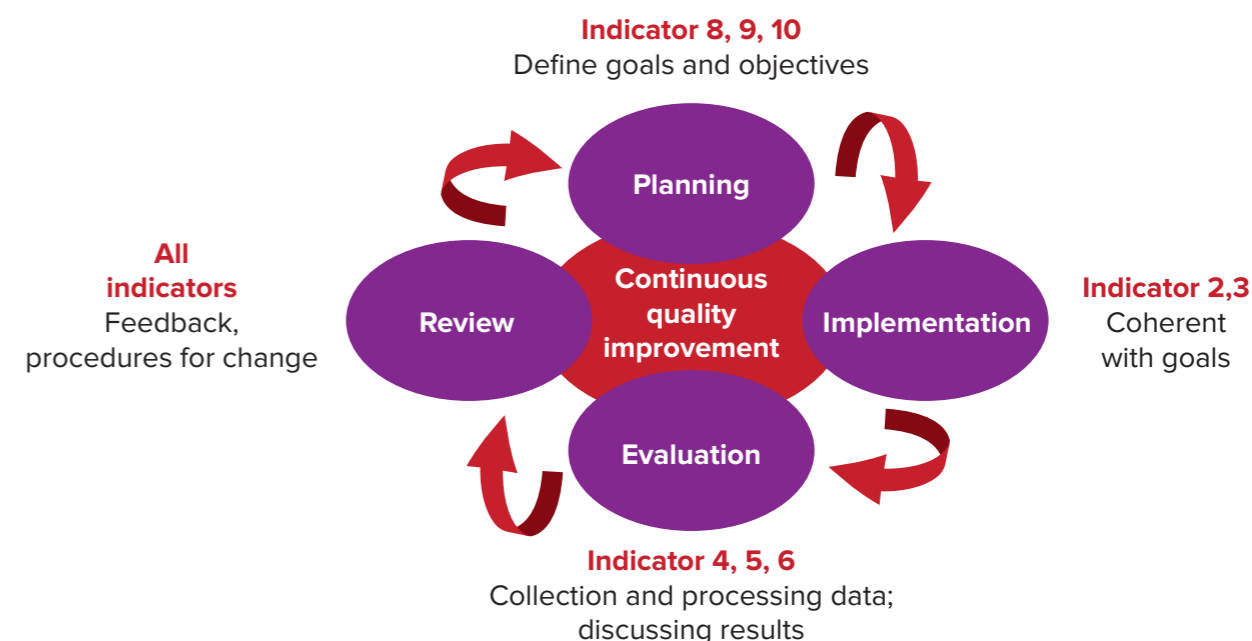 Indicator 8, 9, 10
Define goals and objectives
Planning
All
indicators
Feedback,
procedures for change
Review
Continuous
quality
improvement
Implementation
Indicator 2,3
Coherent
with goals
Evaluation
Indicator 4, 5, 6
Collection and processing data;
discussing results